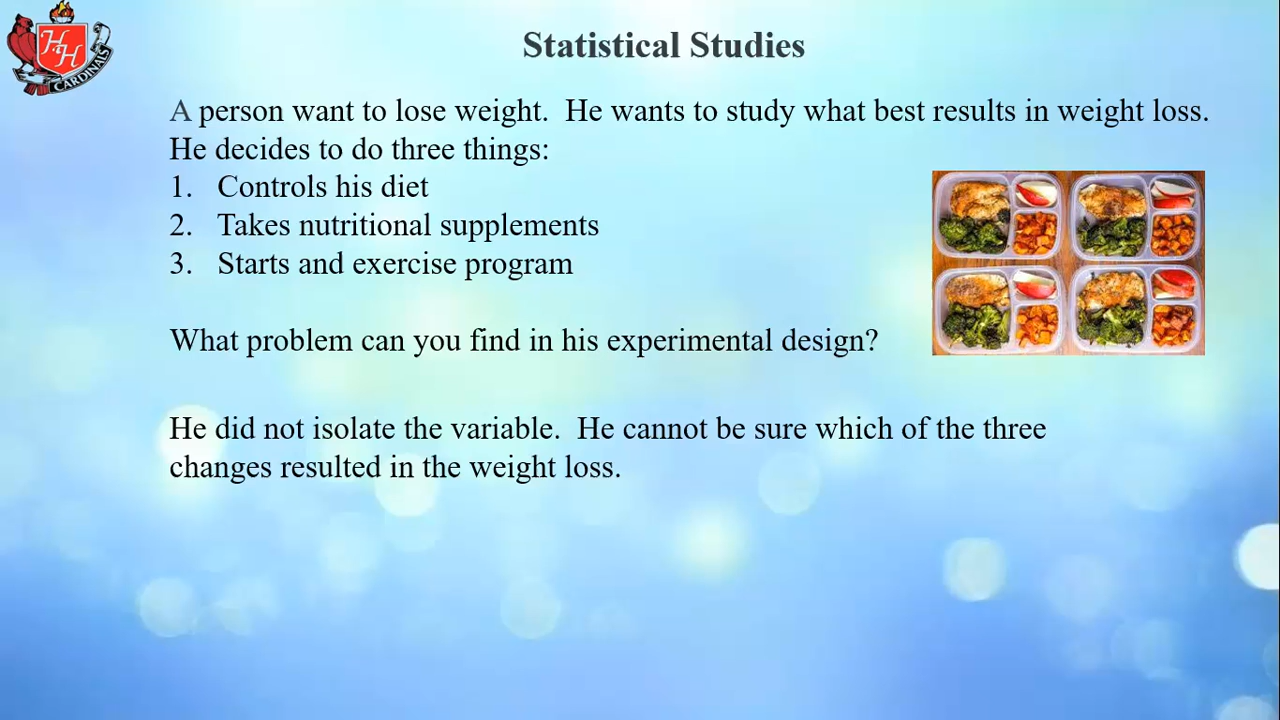 HH
CARDINALS
Statistical Studies
A person want to lose weight.  He wants to study what best results in weight loss.
He decides to do three things:
1.   Controls his diet
2.   Takes nutritional supplements
3.   Starts and exercise program
What problem can you find in his experimental design?
He did not isolate the variable.  He cannot be sure which of the three
changes resulted in the weight loss.